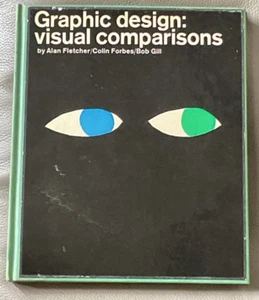 Graphic design:
visual comparisons
by Alan Fletcher/Colin Forbes/Bob Gill